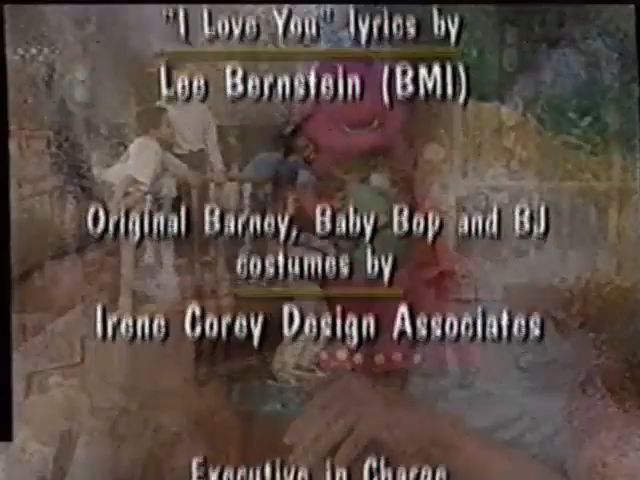 "I Love You" lyrics by
Lee Bernstein (BMI)
Original Barney, Baby Bop and BJ
costumes by
Irene Corey Design Associates
Executive in Charge